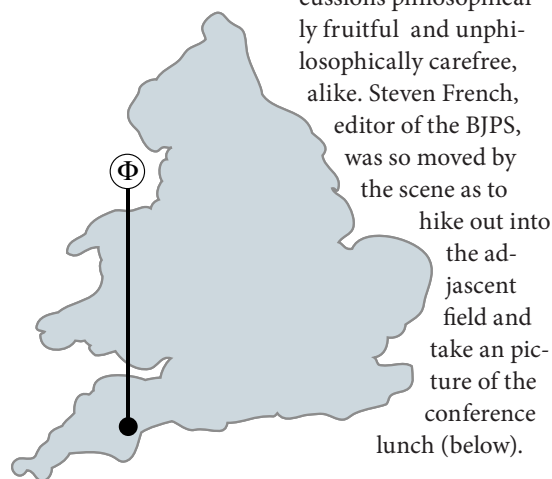 ly fruitful and unphi-
losophically carefree,
alike. Steven French,
editor of the BJPS,
was so moved by
the scene as to
hike out into
the ad-
jascent
field and
take an pic-
ture of the
conference
lunch (below).
Φ